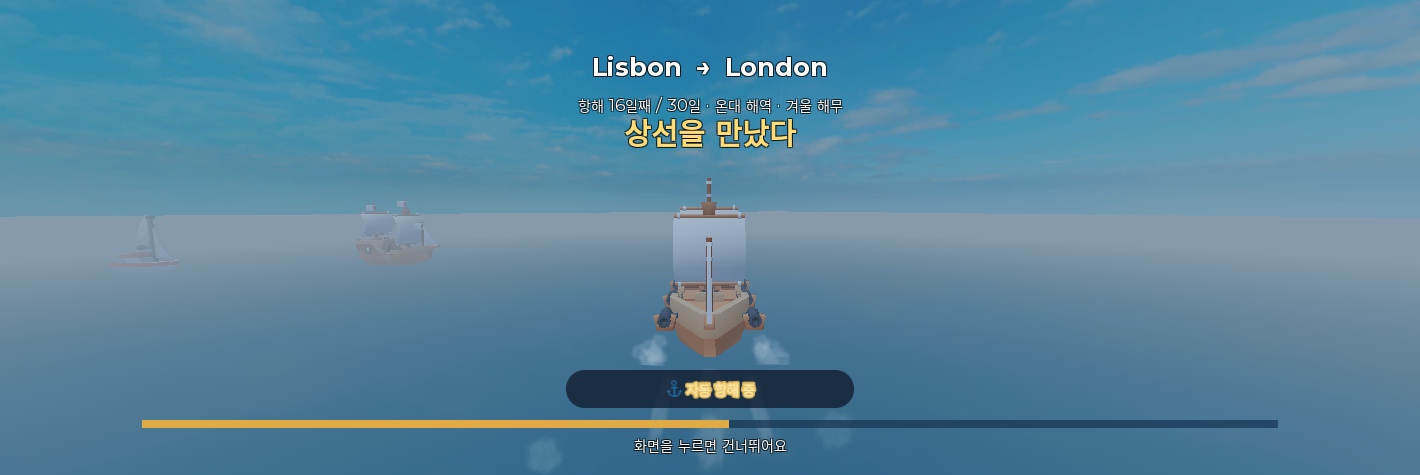 Lisbon → London
항해 16일째 / 30일 · 온대 해역 · 겨울 해무
상선을 만났다
⚓ 자동 항해 중
화면을 누르면 건너뛰어요